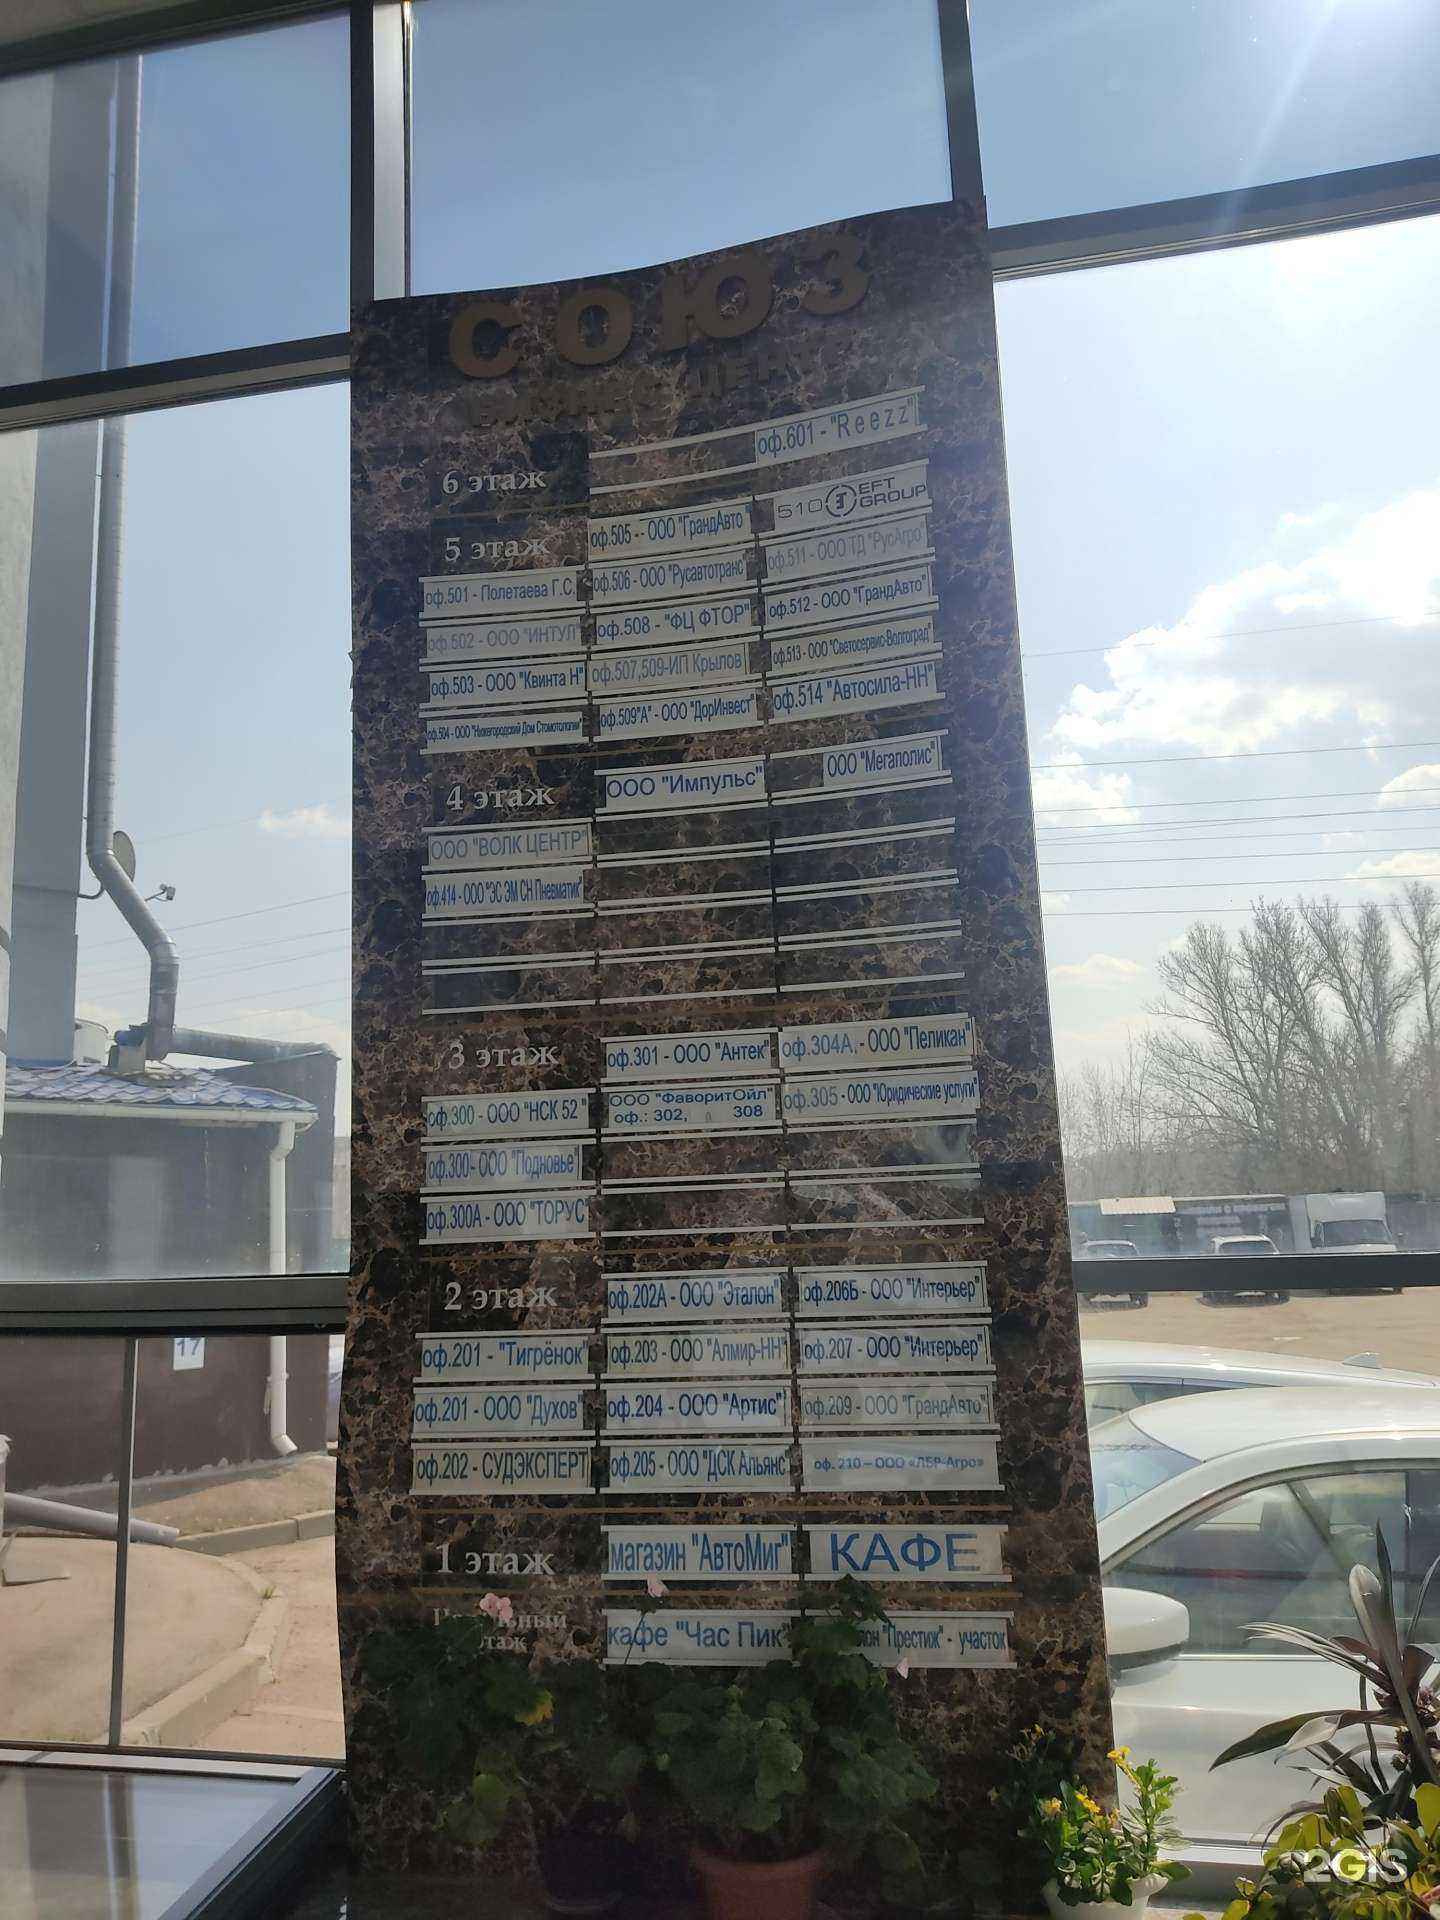 СОЮЗ
БИЗНЕС ЦЕНТР
6 этаж
оф.601 - "Reezz"
5 этаж
оф.501 - Полетаева Г.С.
оф.502 - ООО "ИНТУЛ"
оф.503 - ООО "Квинта Н"
оф.504 - ООО "Нижегородский Дом Стомотологии"
оф.505 - ООО "ГрандАвто"
оф.506 - ООО "Русавтотранс"
оф.508 - "ФЦ ФТОР"
оф.507,509-ИП Крылов
оф.509"А" - ООО "ДорИнвест"
510 EFT GROUP
оф.511 - ООО ТД "РусАгро"
оф.512 - ООО "ГрандАвто"
оф.513 - ООО "Светосервис-Волгоград"
оф.514 "Автосила-НН"
4 этаж
ООО "ВОЛК ЦЕНТР"
оф.414 - ООО "ЭС ЭМ СИ Пневматик"
ООО "Импульс"
ООО "Мегаполис"
3 этаж
оф.300 - ООО "НСК 52 "
оф.300- ООО "Подновье"
оф.300А - ООО "ТОРУС"
оф.301 - ООО "Антек"
ООО "ФаворитОйл"
оф.: 302, 308
оф.304А.- ООО "Пеликан"
оф.305 - ООО "Юридические услуги"
2 этаж
оф.201 - "Тигрёнок"
оф.201 - ООО "Духов"
оф.202 - СУДЭКСПЕРТ
оф.202А - ООО "Эталон"
оф.203 - ООО "Алмир-НН"
оф.204 - ООО "Артис"
оф.205 - ООО "ДСК Альянс"
оф.206Б - ООО "Интерьер"
оф.207 - ООО "Интерьер"
оф.209 - ООО "ГрандАвто"
оф. 210 – ООО «ЛБР-Агро»
1 этаж
магазин "АвтоМиг"
КАФЕ
этаж
кафе "Час Пик"
"Престиж" - участок
17
2GIS